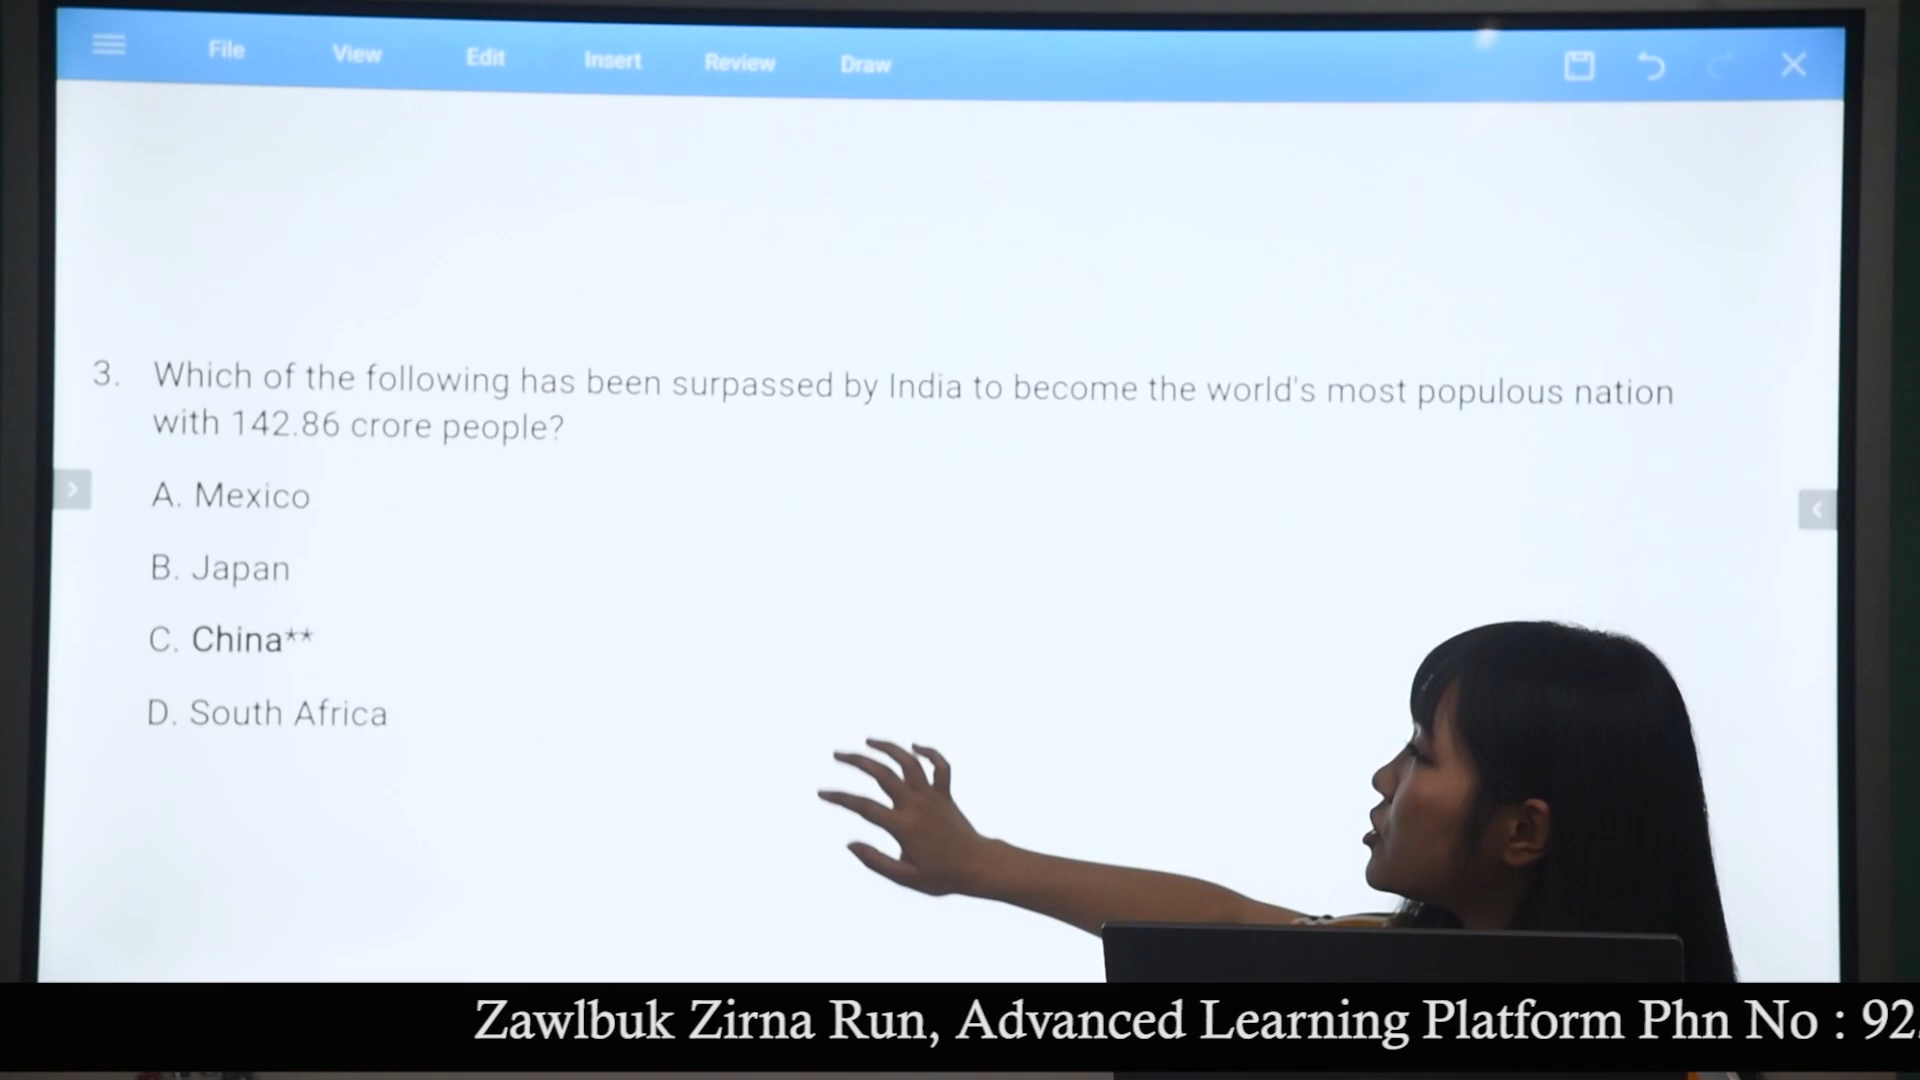 File View Edit Insert Review Draw
3. Which of the following has been surpassed by India to become the world's most populous nation
with 142.86 crore people?
A. Mexico
B. Japan
C. China**
D. South Africa
Zawlbuk Zirna Run, Advanced Learning Platform Phn No : 92